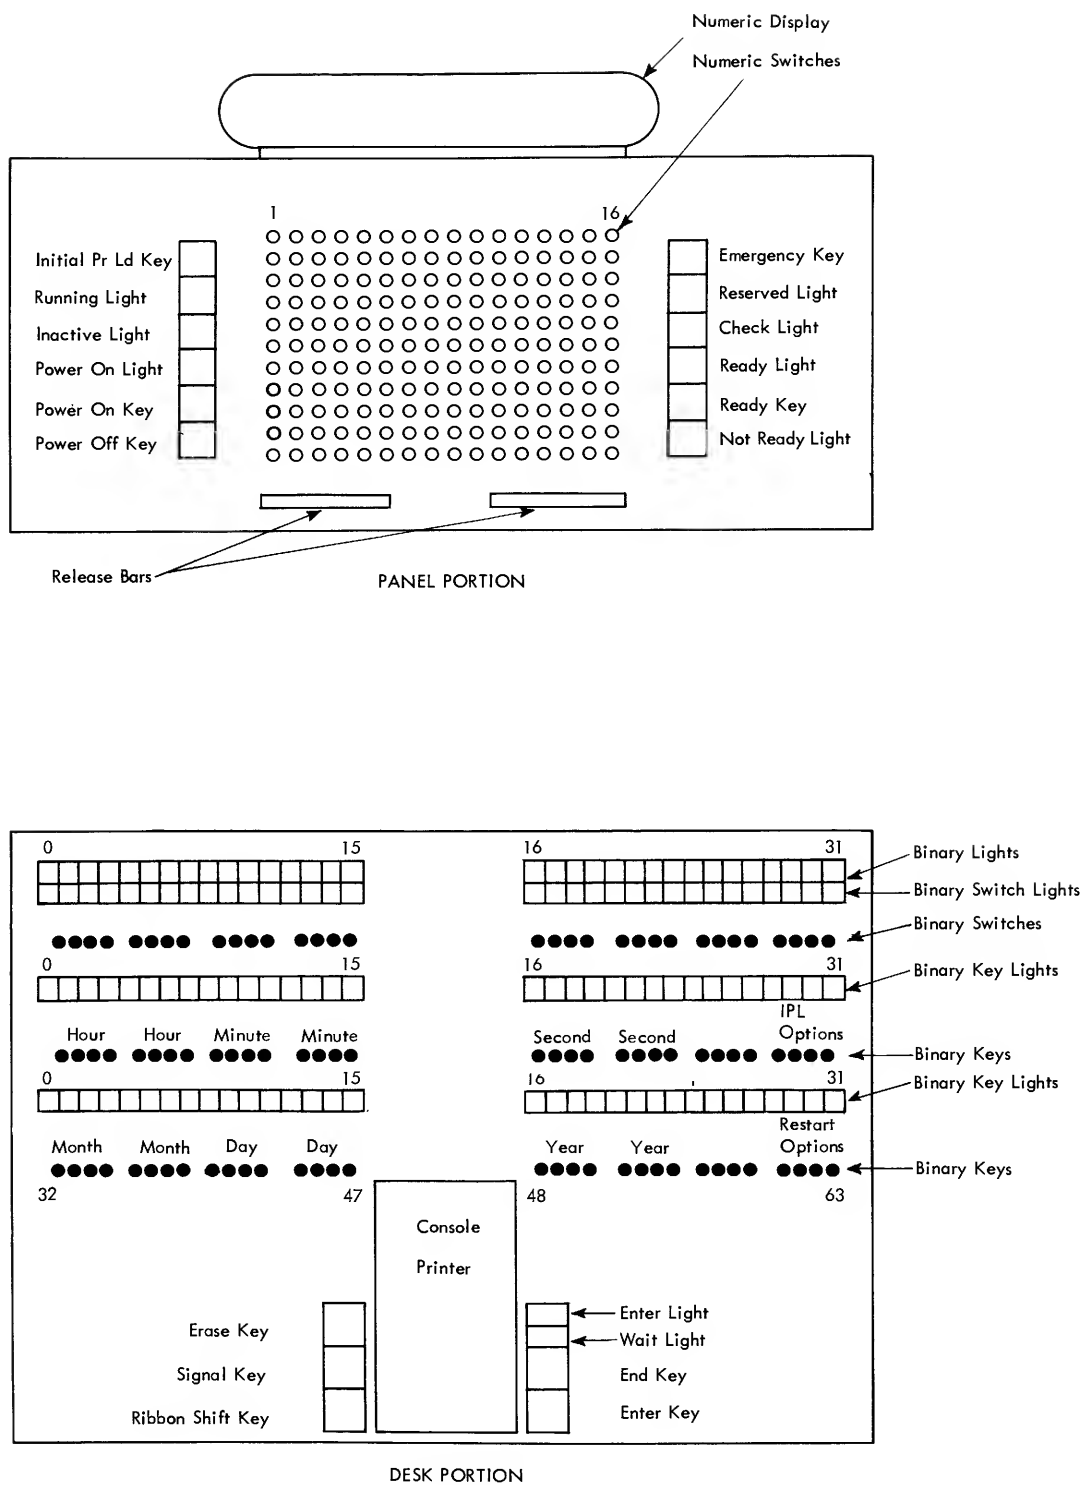 Numeric Display
Numeric Switches
1 16
Initial Pr Ld Key
Running Light
Inactive Light
Power On Light
Power On Key
Power Off Key
Emergency Key
Reserved Light
Check Light
Ready Light
Ready Key
Not Ready Light
Release Bars
PANEL PORTION
0 15 16 31
Binary Lights
Binary Switch Lights
Binary Switches
0 15 16 31
Binary Key Lights
IPL
Options
Hour Hour Minute Minute Second Second
Binary Keys
0 15 16 31
Binary Key Lights
Restart
Options
Month Month Day Day Year Year
Binary Keys
32 47 48 63
Console
Printer
Erase Key
Signal Key
Ribbon Shift Key
Enter Light
Wait Light
End Key
Enter Key
DESK PORTION